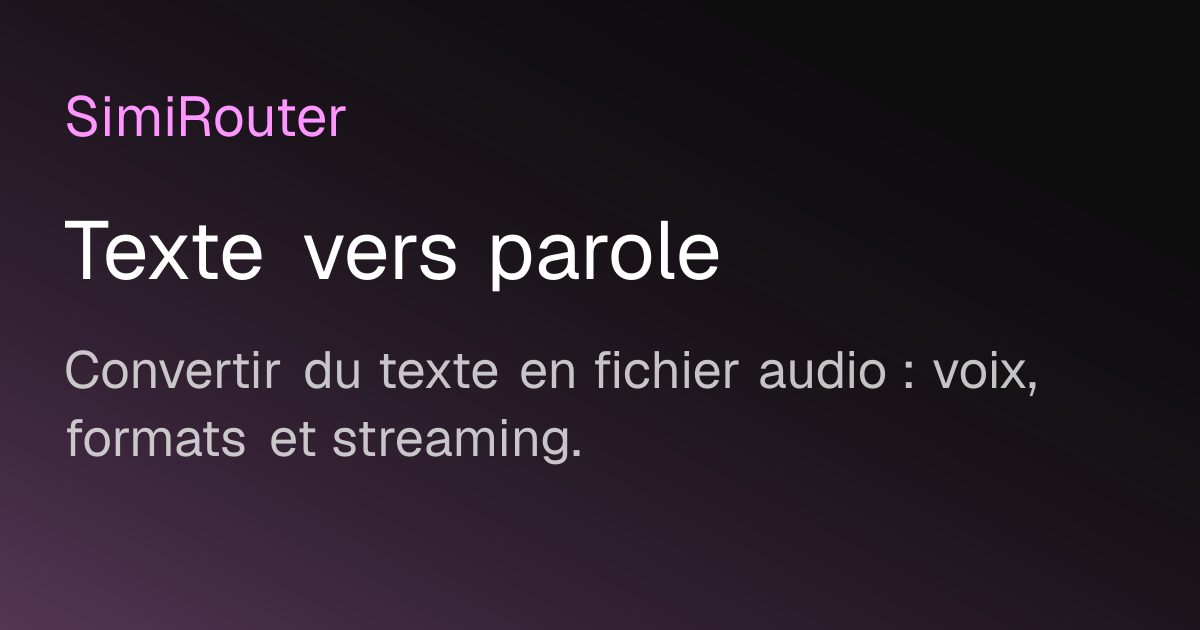 SimiRouter
Texte vers parole
Convertir du texte en fichier audio : voix,
formats et streaming.